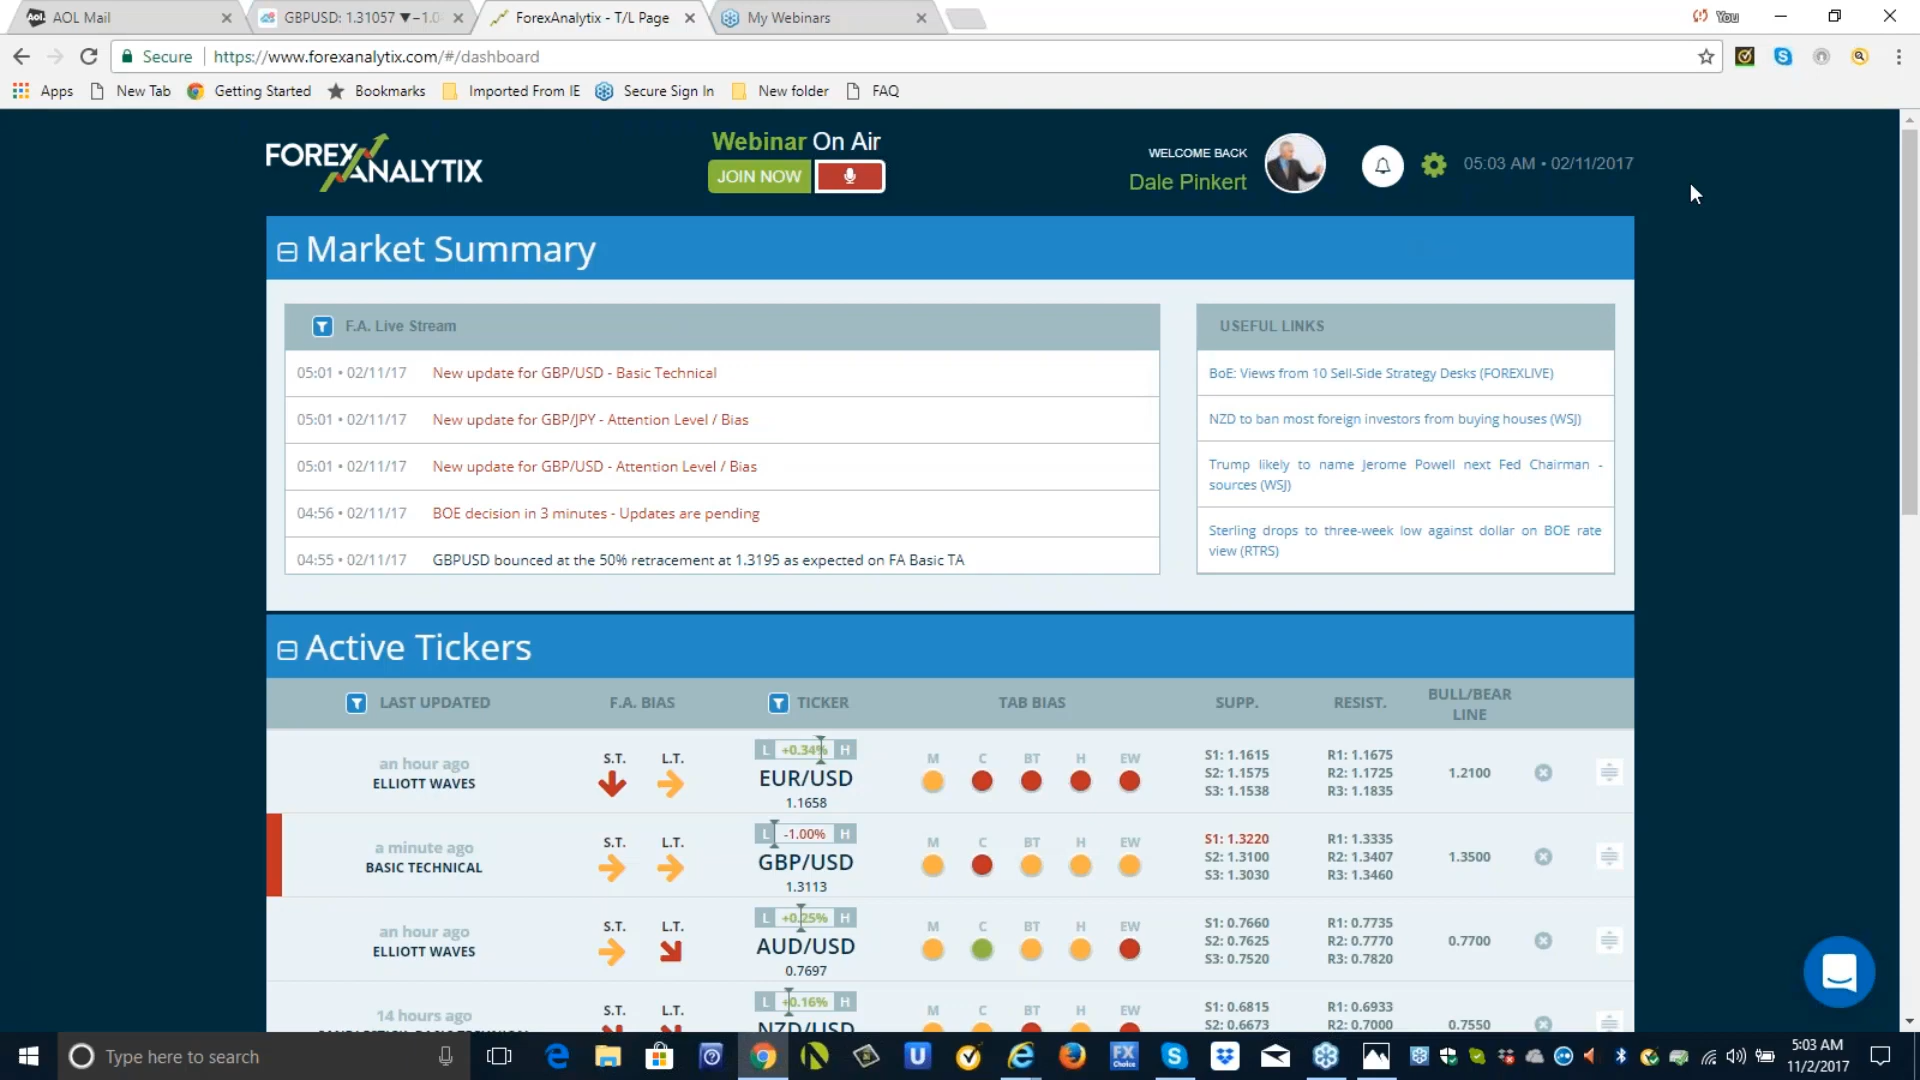 AOL Mail
GBPUSD: 1.31057 ▼−1.0
ForexAnalytix - T/L Page
My Webinars
You
Secure
https://www.forexanalytix.com/#/dashboard
Apps
New Tab
Getting Started
Bookmarks
Imported From IE
Secure Sign In
New folder
FAQ
FOREX ANALYTIX
Webinar On Air
JOIN NOW
WELCOME BACK
Dale Pinkert
05:03 AM • 02/11/2017
Market Summary
F.A. Live Stream
05:01 • 02/11/17 New update for GBP/USD - Basic Technical
05:01 • 02/11/17 New update for GBP/JPY - Attention Level / Bias
05:01 • 02/11/17 New update for GBP/USD - Attention Level / Bias
04:56 • 02/11/17 BOE decision in 3 minutes - Updates are pending
04:55 • 02/11/17 GBPUSD bounced at the 50% retracement at 1.3195 as expected on FA Basic TA
USEFUL LINKS
BoE: Views from 10 Sell-Side Strategy Desks (FOREXLIVE)
NZD to ban most foreign investors from buying houses (WSJ)
Trump likely to name Jerome Powell next Fed Chairman -
sources (WSJ)
Sterling drops to three-week low against dollar on BOE rate
view (RTRS)
Active Tickers
LAST UPDATED
F.A. BIAS
TICKER
TAB BIAS
SUPP.
RESIST.
BULL/BEAR
LINE
an hour ago
ELLIOTT WAVES
S.T. L.T.
L +0.34% H
EUR/USD
1.1658
M C BT H EW
S1: 1.1615
S2: 1.1575
S3: 1.1538
R1: 1.1675
R2: 1.1725
R3: 1.1835
1.2100
a minute ago
BASIC TECHNICAL
S.T. L.T.
L -1.00% H
GBP/USD
1.3113
M C BT H EW
S1: 1.3220
S2: 1.3100
S3: 1.3030
R1: 1.3335
R2: 1.3407
R3: 1.3460
1.3500
an hour ago
ELLIOTT WAVES
S.T. L.T.
L +0.25% H
AUD/USD
0.7697
M C BT H EW
S1: 0.7660
S2: 0.7625
S3: 0.7520
R1: 0.7735
R2: 0.7770
R3: 0.7820
0.7700
14 hours ago
S.T. L.T.
L +0.16% H
NZD/USD
M C BT H EW
S1: 0.6815
S2: 0.6673
R1: 0.6933
R2: 0.7000
0.7550
Type here to search
FX
Choice
5:03 AM
11/2/2017